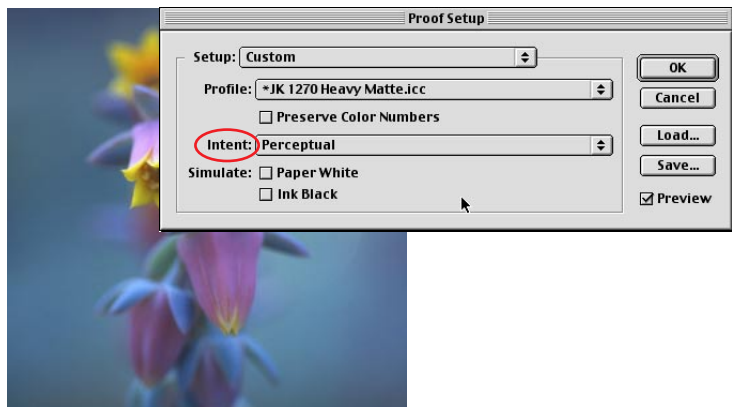 Proof Setup
Setup: Custom
OK
Profile: *JK 1270 Heavy Matte.icc
Cancel
Preserve Color Numbers
Intent: Perceptual
Load...
Simulate: Paper White
Save...
Ink Black
Preview